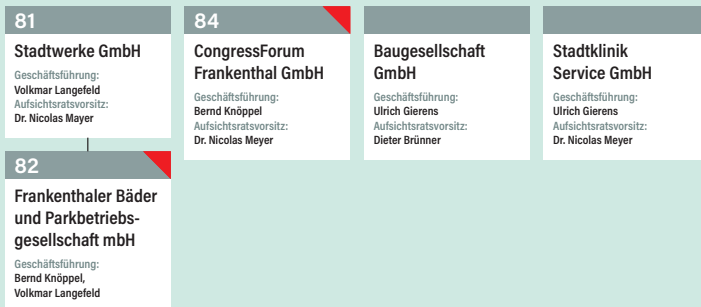 81
Stadtwerke GmbH
Geschäftsführung:
Volkmar Langefeld
Aufsichtsratsvorsitz:
Dr. Nicolas Mayer
82
Frankenthaler Bäder
und Parkbetriebs-
gesellschaft mbH
Geschäftsführung:
Bernd Knöppel,
Volkmar Langefeld
84
CongressForum
Frankenthal GmbH
Geschäftsführung:
Bernd Knöppel
Aufsichtsratsvorsitz:
Dr. Nicolas Meyer
Baugesellschaft
GmbH
Geschäftsführung:
Ulrich Gierens
Aufsichtsratsvorsitz:
Dieter Brünner
Stadtklinik
Service GmbH
Geschäftsführung:
Ulrich Gierens
Aufsichtsratsvorsitz:
Dr. Nicolas Meyer